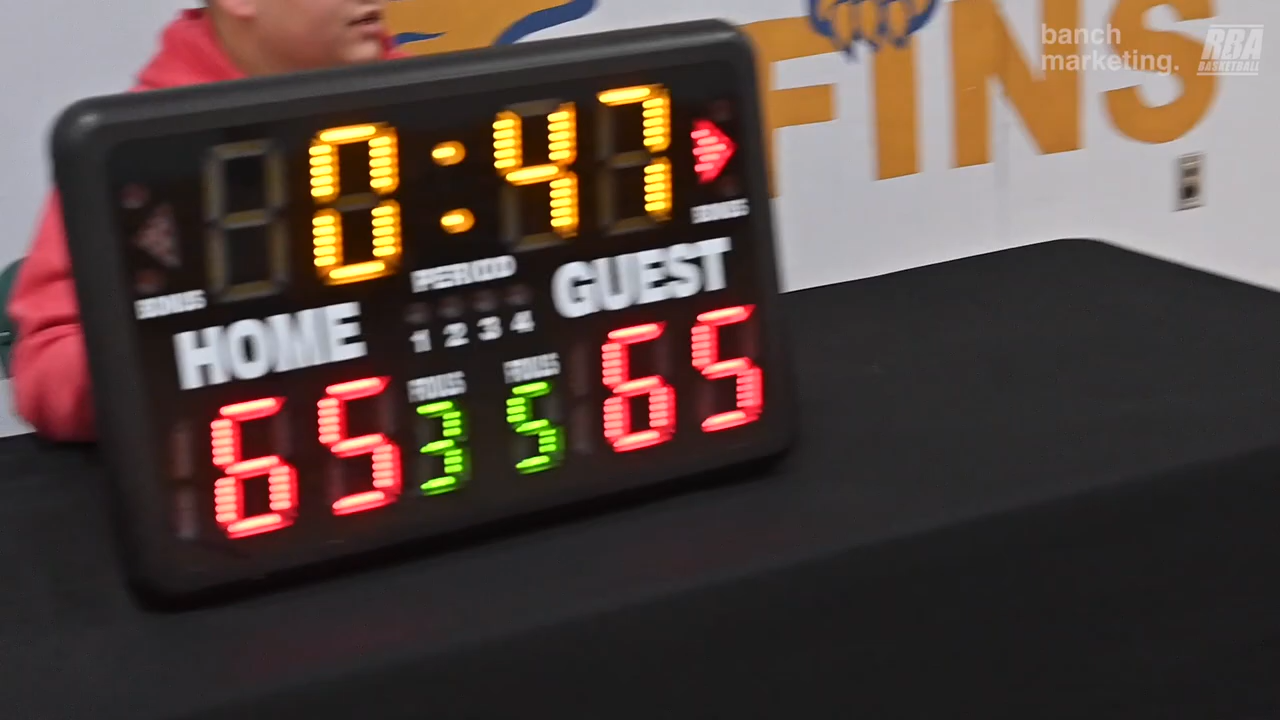 banch
marketing.
RBA
BASKETBALL
FINS
0:47
BONUS
BONUS
PERIOD
HOME
GUEST
1 2 3 4
FOULS
FOULS
65
3
5
65